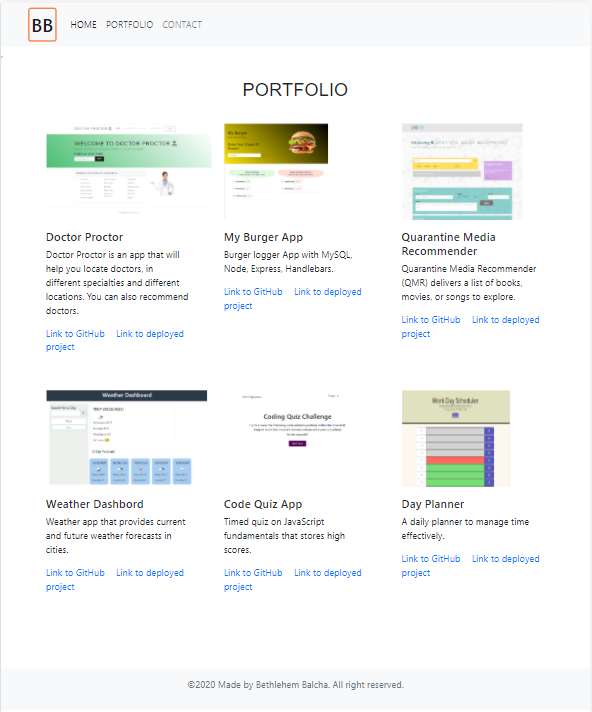 BB HOME PORTFOLIO CONTACT
PORTFOLIO
DOCTOR PROCTOR
WELCOME TO DOCTOR PROCTOR
Doctor Proctor
Doctor Proctor is an app that will
help you locate doctors, in
different specialties and different
locations. You can also recommend
doctors.
Link to GitHub Link to deployed
project
My Burger
My Burger App
Burger logger App with MySQL,
Node, Express, Handlebars.
Link to GitHub Link to deployed
project
Quarantine Media
Recommender
Quarantine Media Recommender
(QMR) delivers a list of books,
movies, or songs to explore.
Link to GitHub Link to deployed
project
Weather Dashboard
Weather Dashbord
Weather app that provides current
and future weather forecasts in
cities.
Link to GitHub Link to deployed
project
Coding Quiz Challenge
Code Quiz App
Timed quiz on JavaScript
fundamentals that stores high
scores.
Link to GitHub Link to deployed
project
Work Day Scheduler
Day Planner
A daily planner to manage time
effectively.
Link to GitHub Link to deployed
project
©2020 Made by Bethlehem Balcha. All right reserved.